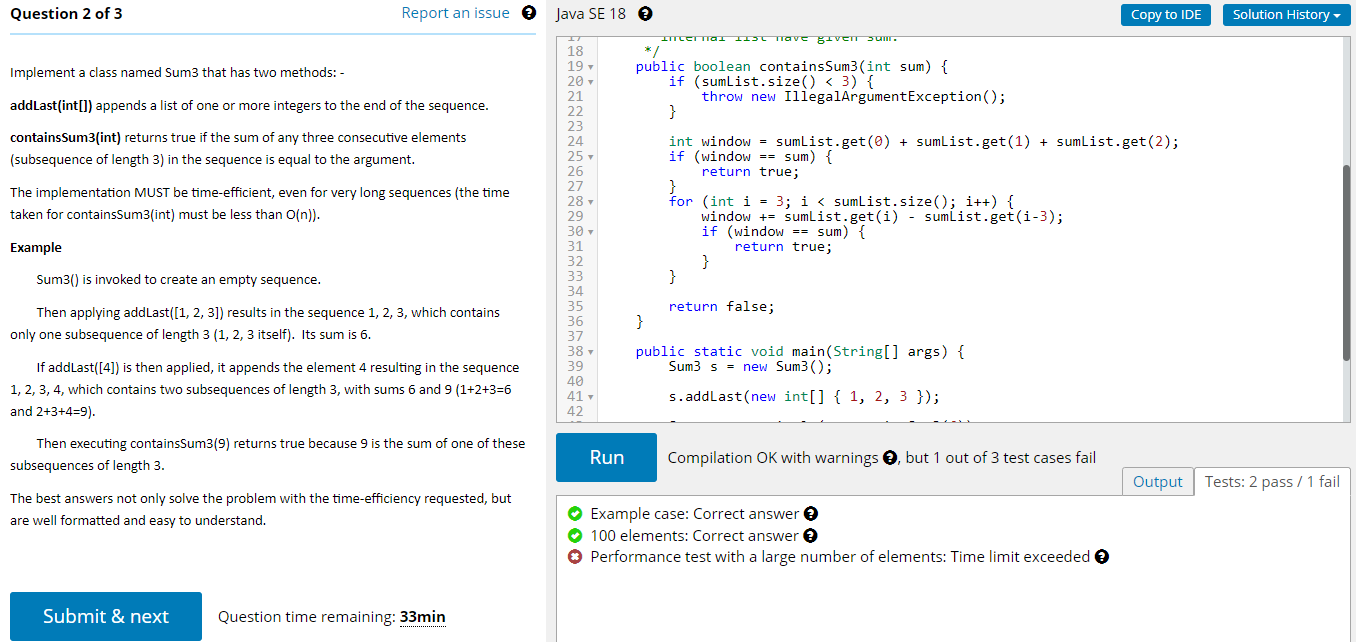 Question 2 of 3
Report an issue ?
Implement a class named Sum3 that has two methods: -
addLast(int[]) appends a list of one or more integers to the end of the sequence.
containsSum3(int) returns true if the sum of any three consecutive elements
(subsequence of length 3) in the sequence is equal to the argument.
The implementation MUST be time-efficient, even for very long sequences (the time
taken for containsSum3(int) must be less than O(n)).
Example
Sum3() is invoked to create an empty sequence.
Then applying addLast([1, 2, 3]) results in the sequence 1, 2, 3, which contains
only one subsequence of length 3 (1, 2, 3 itself). Its sum is 6.
If addLast([4]) is then applied, it appends the element 4 resulting in the sequence
1, 2, 3, 4, which contains two subsequences of length 3, with sums 6 and 9 (1+2+3=6
and 2+3+4=9).
Then executing containsSum3(9) returns true because 9 is the sum of one of these
subsequences of length 3.
The best answers not only solve the problem with the time-efficiency requested, but
are well formatted and easy to understand.
Submit & next
Question time remaining: 33min
Java SE 18 ?
Copy to IDE
Solution History
17 internal list have given sum.
18 */
19 public boolean containsSum3(int sum) {
20 if (sumList.size() < 3) {
21 throw new IllegalArgumentException();
22 }
23
24 int window = sumList.get(0) + sumList.get(1) + sumList.get(2);
25 if (window == sum) {
26 return true;
27 }
28 for (int i = 3; i < sumList.size(); i++) {
29 window += sumList.get(i) - sumList.get(i-3);
30 if (window == sum) {
31 return true;
32 }
33 }
34
35 return false;
36 }
37
38 public static void main(String[] args) {
39 Sum3 s = new Sum3();
40
41 s.addLast(new int[] { 1, 2, 3 });
42
Run
Compilation OK with warnings ?, but 1 out of 3 test cases fail
Output
Tests: 2 pass / 1 fail
Example case: Correct answer ?
100 elements: Correct answer ?
Performance test with a large number of elements: Time limit exceeded ?